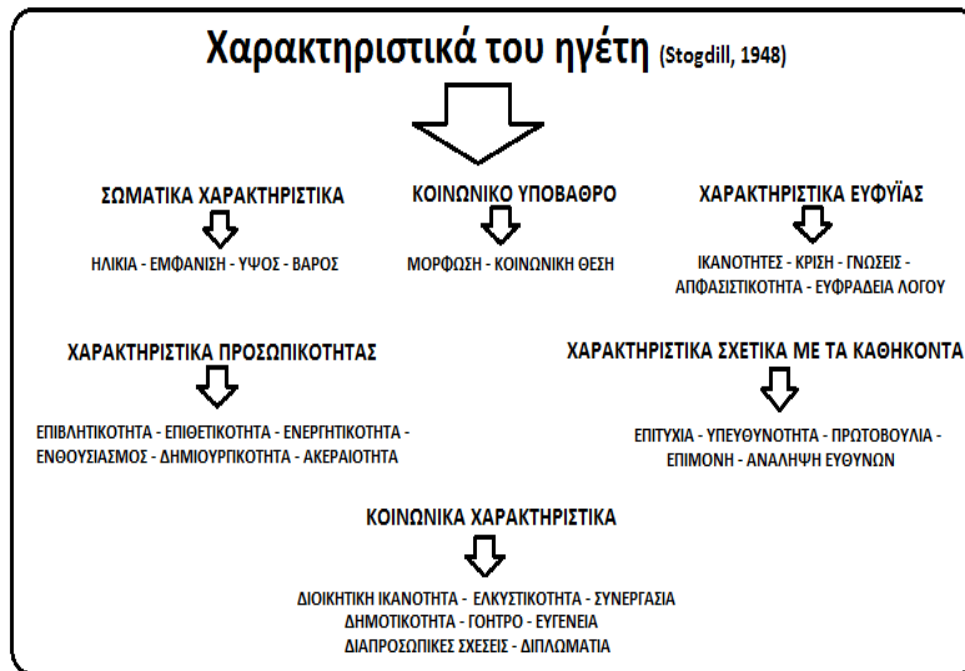 Χαρακτηριστικά του ηγέτη (Stogdill, 1948)
ΣΩΜΑΤΙΚΑ ΧΑΡΑΚΤΗΡΙΣΤΙΚΑ
ΗΛΙΚΙΑ - ΕΜΦΑΝΙΣΗ - ΥΨΟΣ - ΒΑΡΟΣ
ΚΟΙΝΩΝΙΚΟ ΥΠΟΒΑΘΡΟ
ΜΟΡΦΩΣΗ - ΚΟΙΝΩΝΙΚΗ ΘΕΣΗ
ΧΑΡΑΚΤΗΡΙΣΤΙΚΑ ΕΥΦΥΪΑΣ
ΙΚΑΝΟΤΗΤΕΣ - ΚΡΙΣΗ - ΓΝΩΣΕΙΣ -
ΑΠΦΑΣΙΣΤΙΚΟΤΗΤΑ - ΕΥΦΡΑΔΕΙΑ ΛΟΓΟΥ
ΧΑΡΑΚΤΗΡΙΣΤΙΚΑ ΠΡΟΣΩΠΙΚΟΤΗΤΑΣ
ΕΠΙΒΛΗΤΙΚΟΤΗΤΑ - ΕΠΙΘΕΤΙΚΟΤΗΤΑ - ΕΝΕΡΓΗΤΙΚΟΤΗΤΑ -
ΕΝΘΟΥΣΙΑΣΜΟΣ - ΔΗΜΙΟΥΡΓΙΚΟΤΗΤΑ - ΑΚΕΡΑΙΟΤΗΤΑ
ΧΑΡΑΚΤΗΡΙΣΤΙΚΑ ΣΧΕΤΙΚΑ ΜΕ ΤΑ ΚΑΘΗΚΟΝΤΑ
ΕΠΙΤΥΧΙΑ - ΥΠΕΥΘΥΝΟΤΗΤΑ - ΠΡΩΤΟΒΟΥΛΙΑ -
ΕΠΙΜΟΝΗ - ΑΝΑΛΗΨΗ ΕΥΘΥΝΩΝ
ΚΟΙΝΩΝΙΚΑ ΧΑΡΑΚΤΗΡΙΣΤΙΚΑ
ΔΙΟΙΚΗΤΙΚΗ ΙΚΑΝΟΤΗΤΑ - ΕΛΚΥΣΤΙΚΟΤΗΤΑ - ΣΥΝΕΡΓΑΣΙΑ
ΔΗΜΟΤΙΚΟΤΗΤΑ - ΓΟΗΤΡΟ - ΕΥΓΕΝΕΙΑ
ΔΙΑΠΡΟΣΩΠΙΚΕΣ ΣΧΕΣΕΙΣ - ΔΙΠΛΩΜΑΤΙΑ